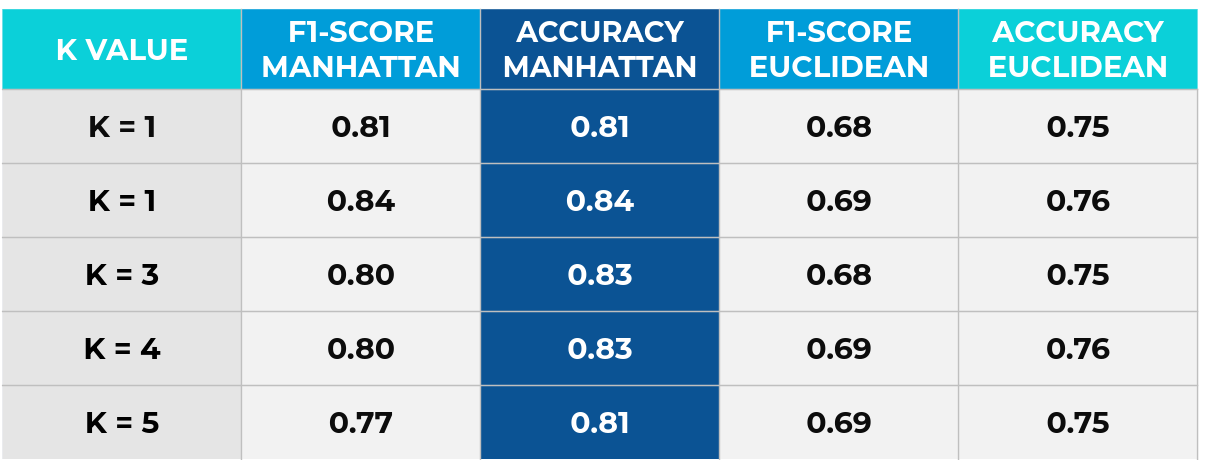 K VALUE F1-SCORE MANHATTAN ACCURACY MANHATTAN F1-SCORE EUCLIDEAN ACCURACY EUCLIDEAN
K = 1 0.81 0.81 0.68 0.75
K = 1 0.84 0.84 0.69 0.76
K = 3 0.80 0.83 0.68 0.75
K = 4 0.80 0.83 0.69 0.76
K = 5 0.77 0.81 0.69 0.75